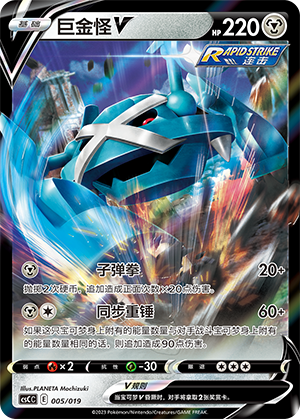 基础
巨金怪V
HP 220
RAPID STRIKE
连击
子弹拳 20+
抛掷2次硬币,追加造成正面次数×20点伤害。
同步重锤 60+
如果这只宝可梦身上附有的能量数量与对手战斗宝可梦身上附有的能量数量相同的话,则追加造成90点伤害。
弱点 ×2 抵抗力 -30 撤退
V规则
Illus. PLANETA Mochizuki
当宝可梦V昏厥时,对手将拿取2张奖赏卡。
csCC E 005/019
©2023 Pokémon/Nintendo/Creatures/GAME FREAK